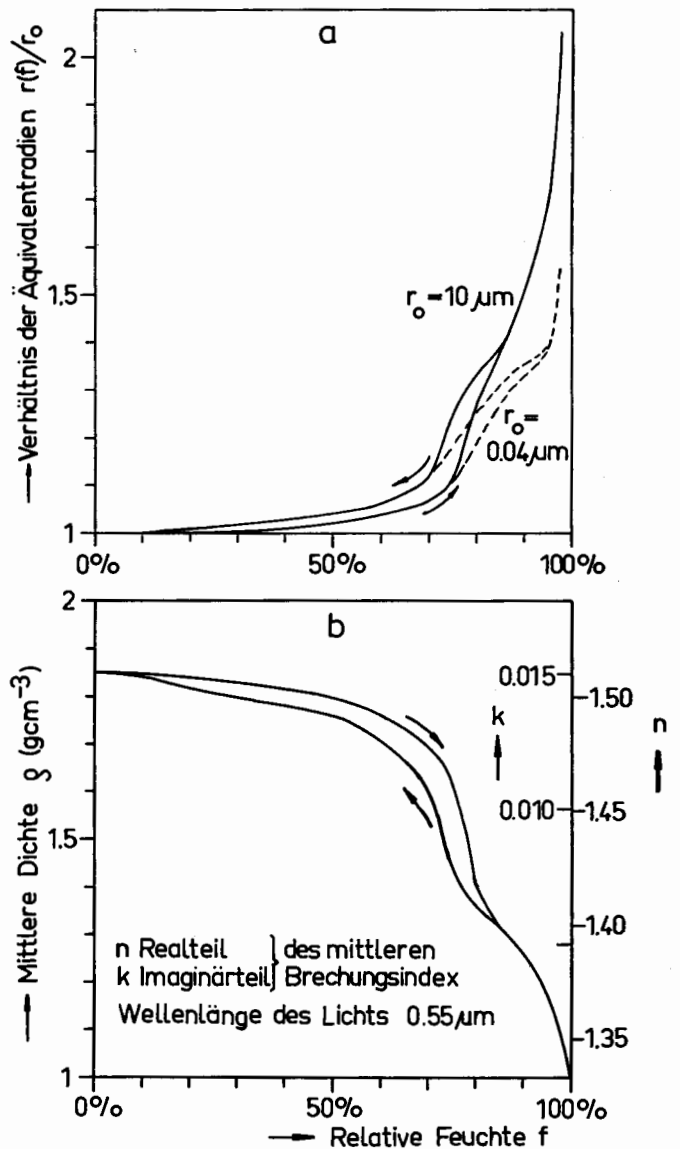 a
Verhältnis der Äquivalentradien r(f)/r₀
2
1.5
1
r₀=10 µm
r₀=
0.04 µm
0%
50%
100%
b
Mittlere Dichte ϱ (gcm⁻³)
2
1.5
1
k
0.015
0.010
n
1.50
1.45
1.40
1.35
n Realteil } des mittleren
k Imaginärteil } Brechungsindex
Wellenlänge des Lichts 0.55 µm
0%
50%
100%
Relative Feuchte f